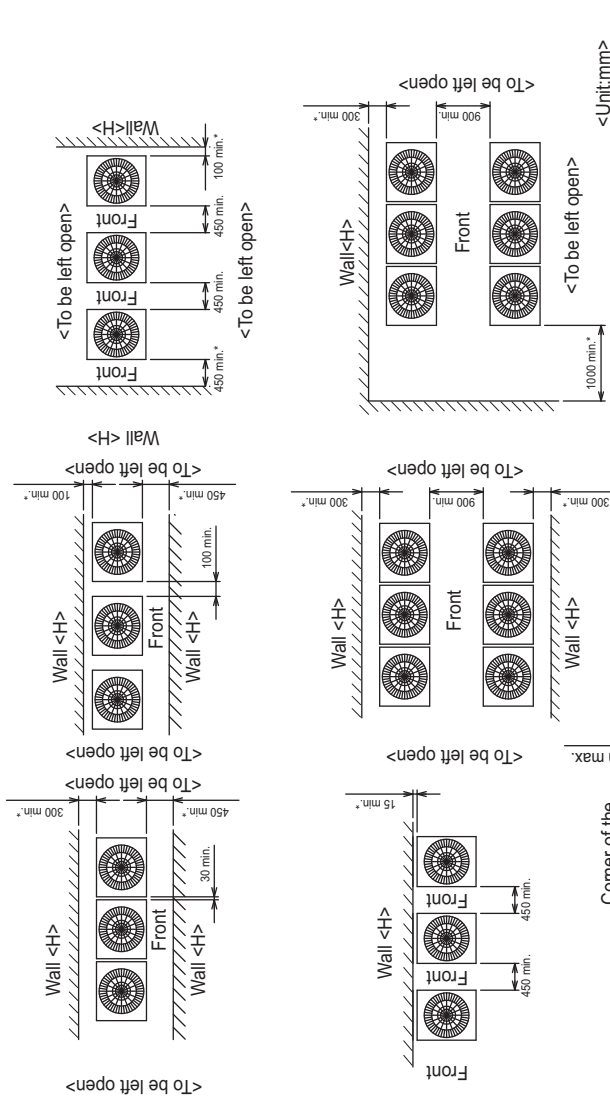 <To be left open>
Wall<H>
Front
Front
Front
450 min.*
450 min.
450 min.
100 min.*
<To be left open>
Wall <H>
<To be left open>
300 min.*
Wall<H>
900 min.
Front
<To be left open>
1000 min.*
<Unit:mm>
<To be left open>
100 min.*
450 min.*
Wall <H>
100 min.
Front
Wall <H>
<To be left open>
<To be left open>
300 min.*
900 min.
300 min.*
Wall <H>
Front
Wall <H>
<To be left open>
<To be left open>
300 min.*
450 min.*
Wall <H>
30 min.
Front
Wall <H>
<To be left open>
15 min.*
Wall <H>
Front
Front
Front
450 min.
450 min.
max.
Corner of the